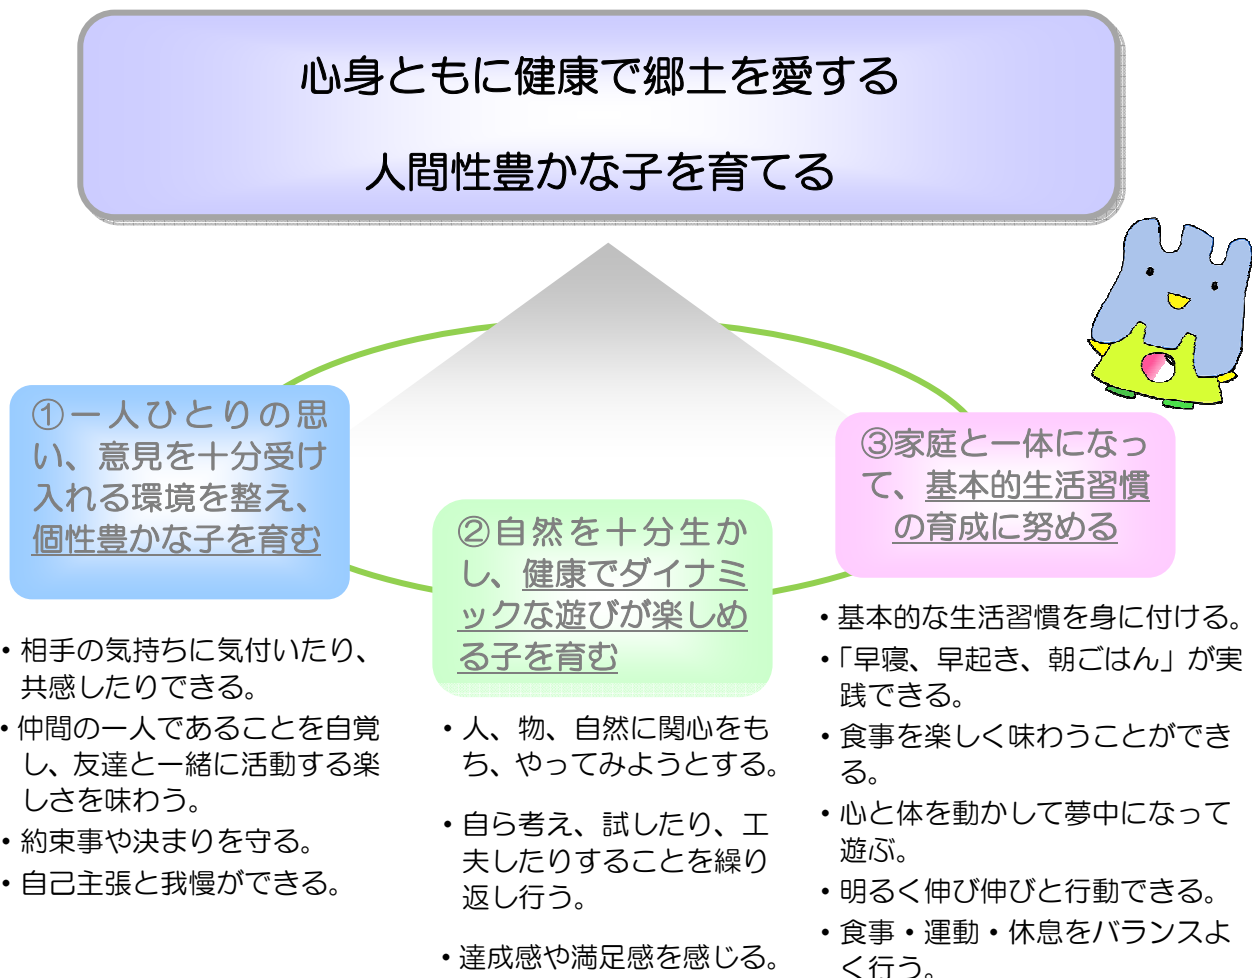 心身ともに健康で郷土を愛する
人間性豊かな子を育てる
①一人ひとりの思
い、意見を十分受け
入れる環境を整え、
個性豊かな子を育む
・相手の気持ちに気付いたり、
共感したりできる。
・仲間の一人であることを自覚
し、友達と一緒に活動する楽
しさを味わう。
・約束事や決まりを守る。
・自己主張と我慢ができる。
②自然を十分生か
し、健康でダイナミ
ックな遊びが楽しめ
る子を育む
・人、物、自然に関心をも
ち、やってみようとする。
・自ら考え、試したり、工
夫したりすることを繰り
返し行う。
・達成感や満足感を感じる。
③家庭と一体になっ
て、基本的生活習慣
の育成に努める
・基本的な生活習慣を身に付ける。
・「早寝、早起き、朝ごはん」が実
践できる。
・食事を楽しく味わうことができ
る。
・心と体を動かして夢中になって
遊ぶ。
・明るく伸び伸びと行動できる。
・食事・運動・休息をバランスよ
く行う。